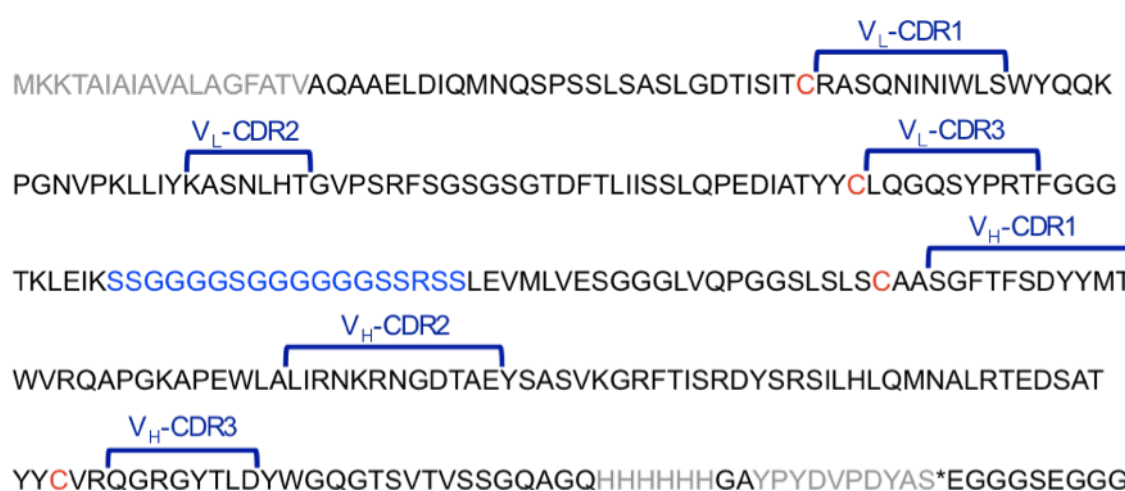 V_L-CDR1
MKKTAIAIAVALAGFATVAQAAELDIQMNQSPSSLSASLGDTISITCRASQNINIWLSWYQQK
V_L-CDR2 V_L-CDR3
PGNVPKLLIYKASNLHTGVPSRFSGSGSGTDFTLIISSLQPEDIATYYCLQGQSYPRTFGGG
V_H-CDR1
TKLEIKSSGGGGSGGGGGGSSRSSLEVMLVESGGGLVQPGGSLSLSCAASGFTFSDYYMT
V_H-CDR2
WVRQAPGKAPEWLALIRNKRNGDTAEYSASVKGRFTISRDYSRSILHLQMNALRTEDSAT
V_H-CDR3
YYCVRQGRGYTLDYWGQGTSVTVSSGQAGQHHHHHHGAYPYDVPDYAS*EGGGSEGGG